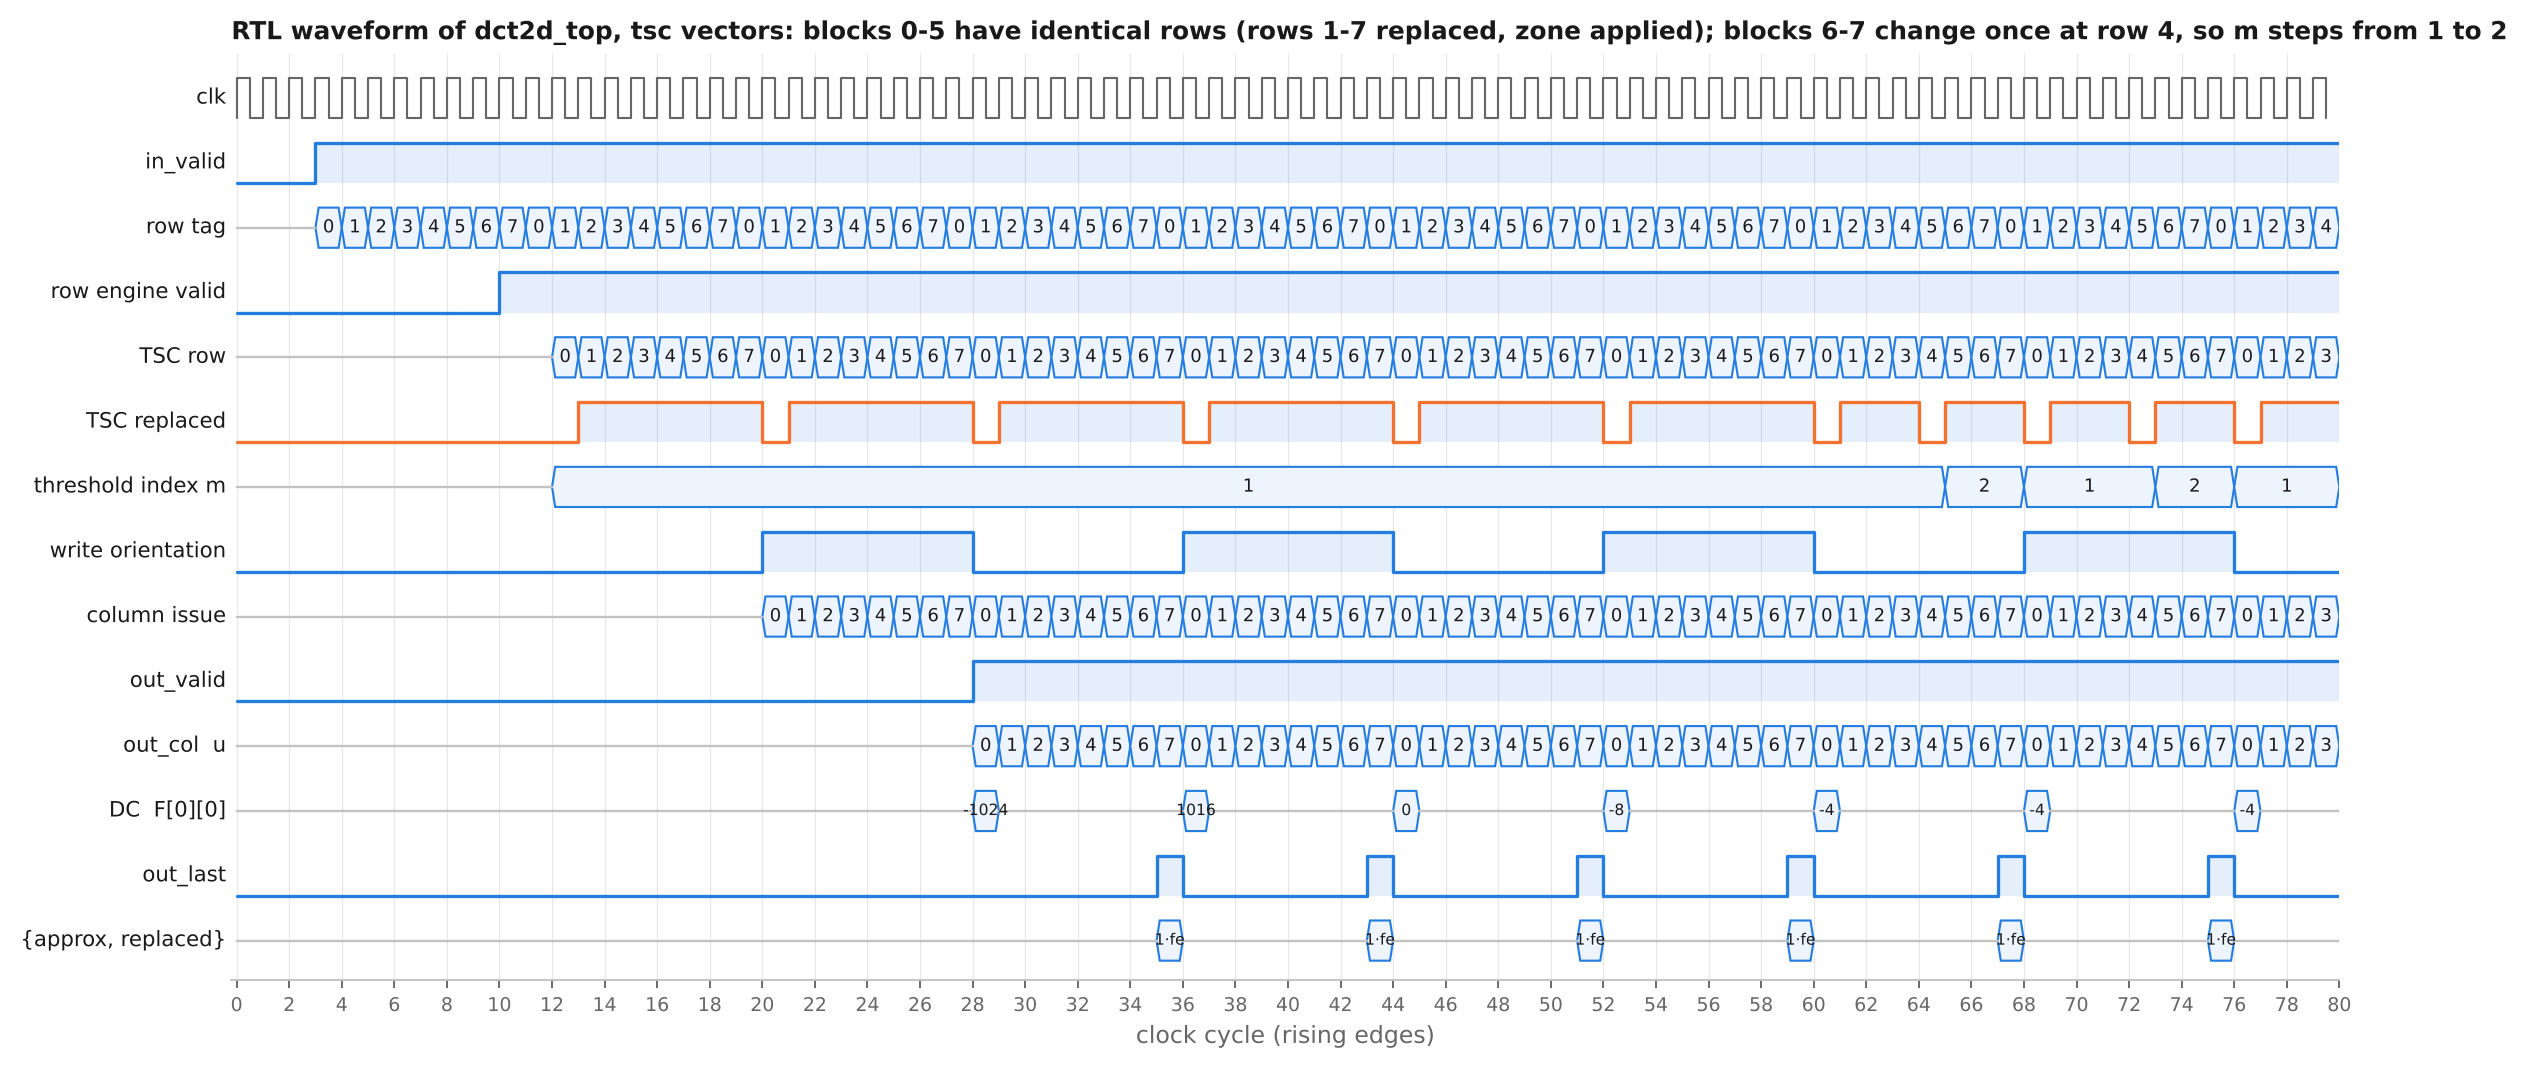 RTL waveform of dct2d_top, tsc vectors: blocks 0-5 have identical rows (rows 1-7 replaced, zone applied); blocks 6-7 change once at row 4, so m steps from 1 to 2
clk
in_valid
row tag 0 1 2 3 4 5 6 7 0 1 2 3 4 5 6 7 0 1 2 3 4 5 6 7 0 1 2 3 4 5 6 7 0 1 2 3 4 5 6 7 0 1 2 3 4 5 6 7 0 1 2 3 4 5 6 7 0 1 2 3 4 5 6 7 0 1 2 3 4 5 6 7 0 1 2 3 4
row engine valid
TSC row 0 1 2 3 4 5 6 7 0 1 2 3 4 5 6 7 0 1 2 3 4 5 6 7 0 1 2 3 4 5 6 7 0 1 2 3 4 5 6 7 0 1 2 3 4 5 6 7 0 1 2 3 4 5 6 7 0 1 2 3 4 5 6 7 0 1 2 3
TSC replaced
threshold index m 1 2 1 2 1
write orientation
column issue 0 1 2 3 4 5 6 7 0 1 2 3 4 5 6 7 0 1 2 3 4 5 6 7 0 1 2 3 4 5 6 7 0 1 2 3 4 5 6 7 0 1 2 3 4 5 6 7 0 1 2 3 4 5 6 7 0 1 2 3
out_valid
out_col u 0 1 2 3 4 5 6 7 0 1 2 3 4 5 6 7 0 1 2 3 4 5 6 7 0 1 2 3 4 5 6 7 0 1 2 3 4 5 6 7 0 1 2 3 4 5 6 7 0 1 2 3
DC F[0][0] -1024 1016 0 -8 -4 -4 -4
out_last
{approx, replaced} 1·fe 1·fe 1·fe 1·fe 1·fe 1·fe
0 2 4 6 8 10 12 14 16 18 20 22 24 26 28 30 32 34 36 38 40 42 44 46 48 50 52 54 56 58 60 62 64 66 68 70 72 74 76 78 80
clock cycle (rising edges)